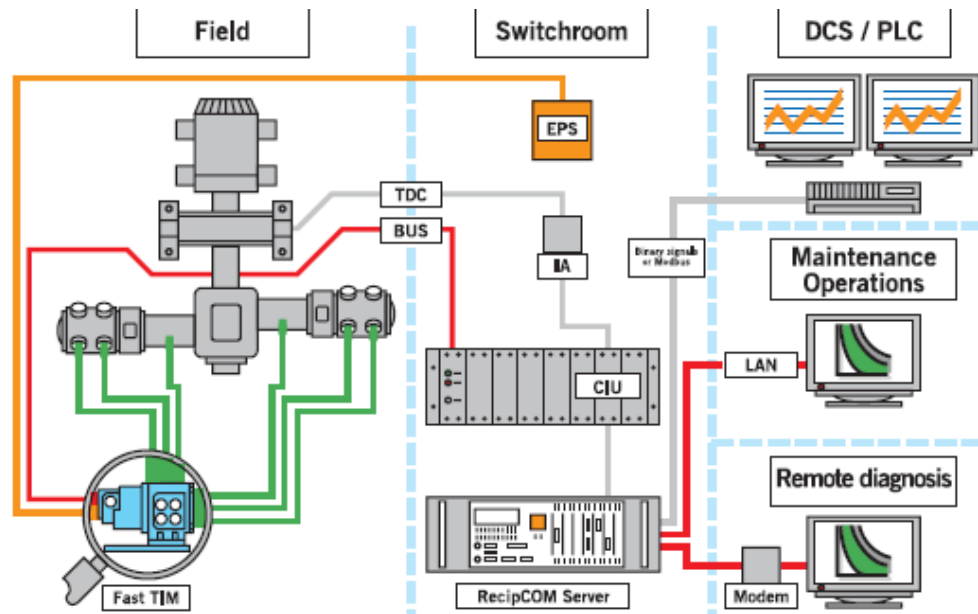 Field
Switchroom
DCS / PLC
EPS
TDC
BUS
IIA
Binary signals
or Modbus
Maintenance
Operations
LAN
CIU
Remote diagnosis
Fast TIM
RecipCOM Server
Modem